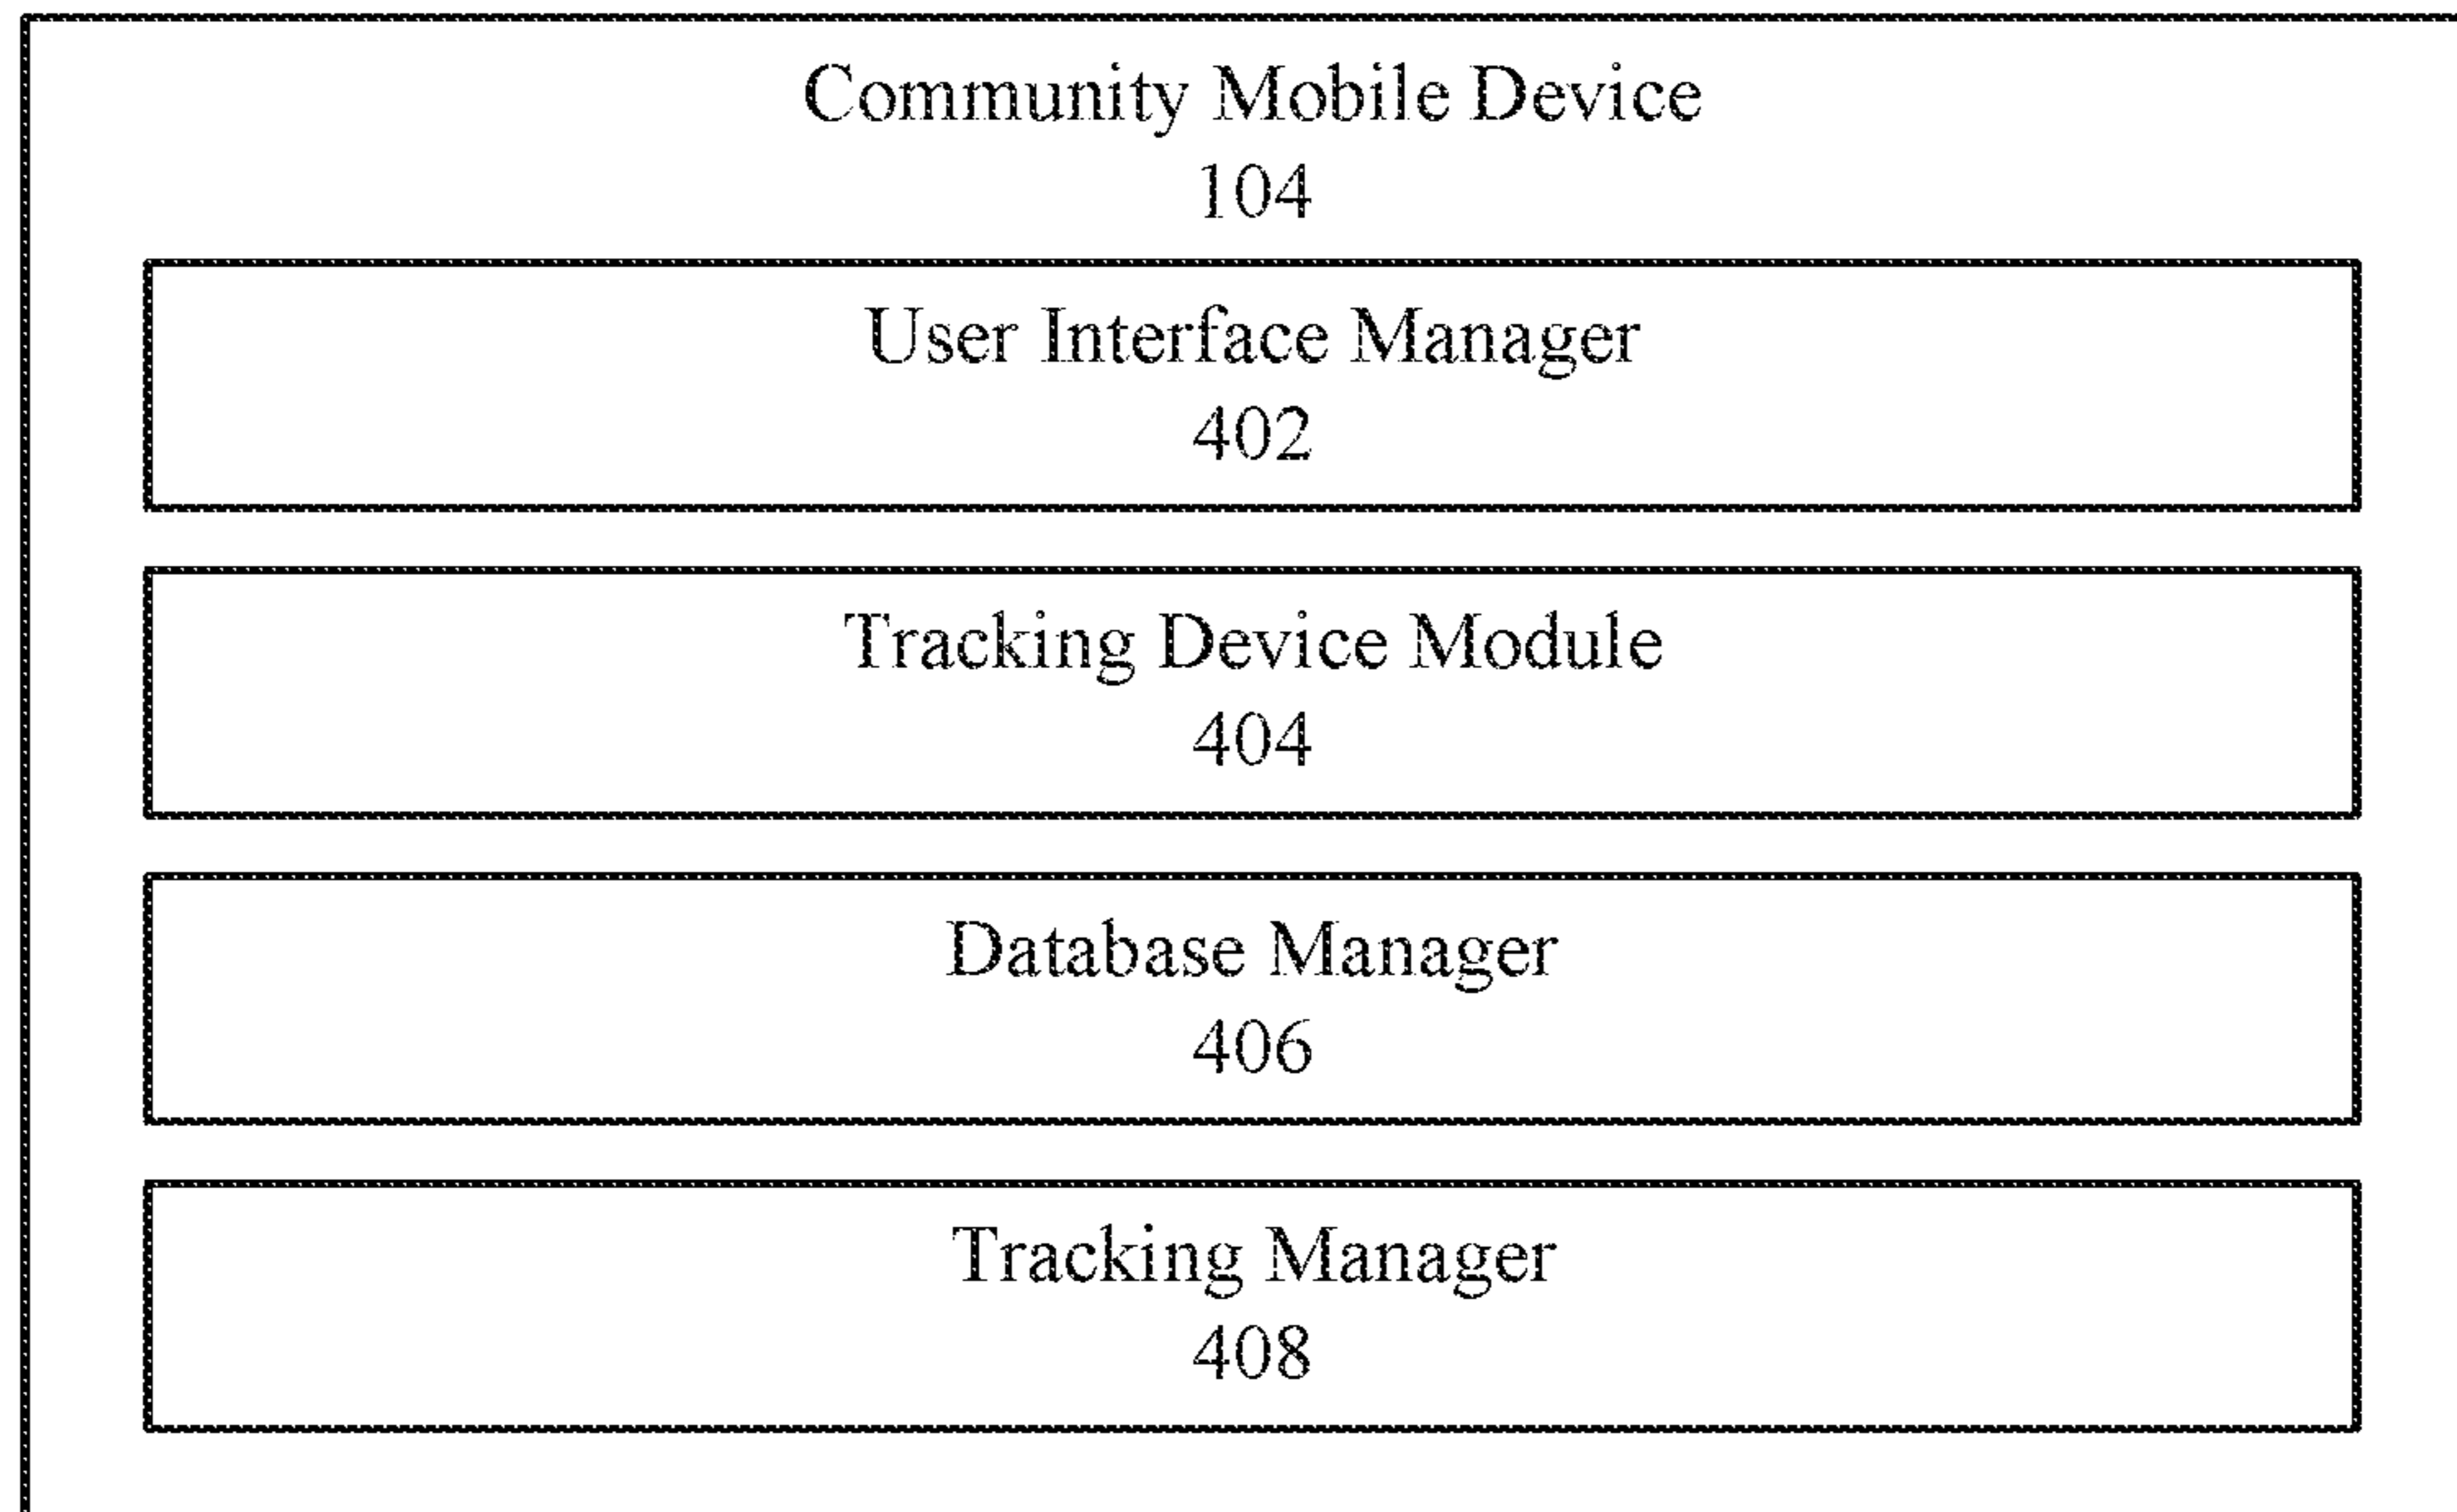 Community Mobile Device
104
User Interface Manager
402
Tracking Device Module
404
Database Manager
406
Tracking Manager
408